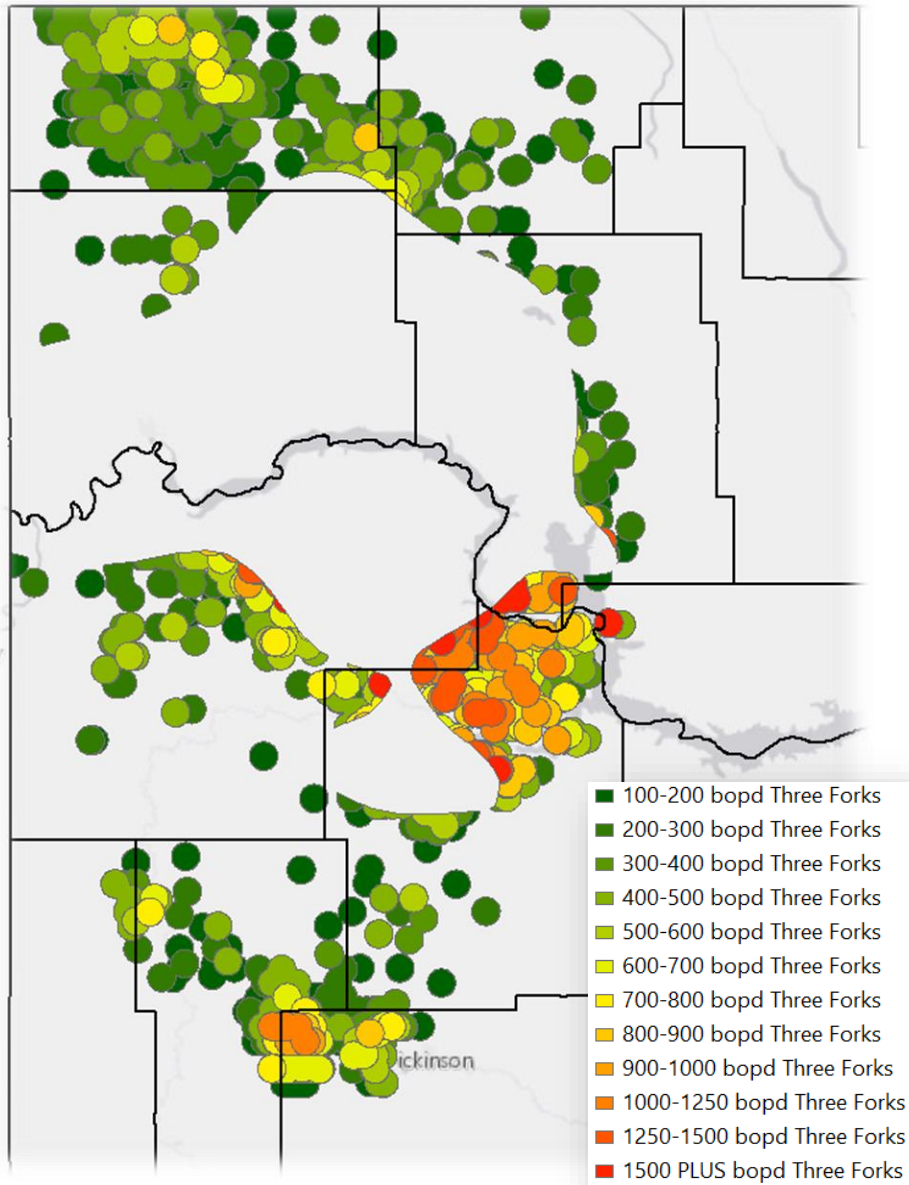 100-200 bopd Three Forks
200-300 bopd Three Forks
300-400 bopd Three Forks
400-500 bopd Three Forks
500-600 bopd Three Forks
600-700 bopd Three Forks
700-800 bopd Three Forks
800-900 bopd Three Forks
900-1000 bopd Three Forks
1000-1250 bopd Three Forks
1250-1500 bopd Three Forks
1500 PLUS bopd Three Forks
ickinson